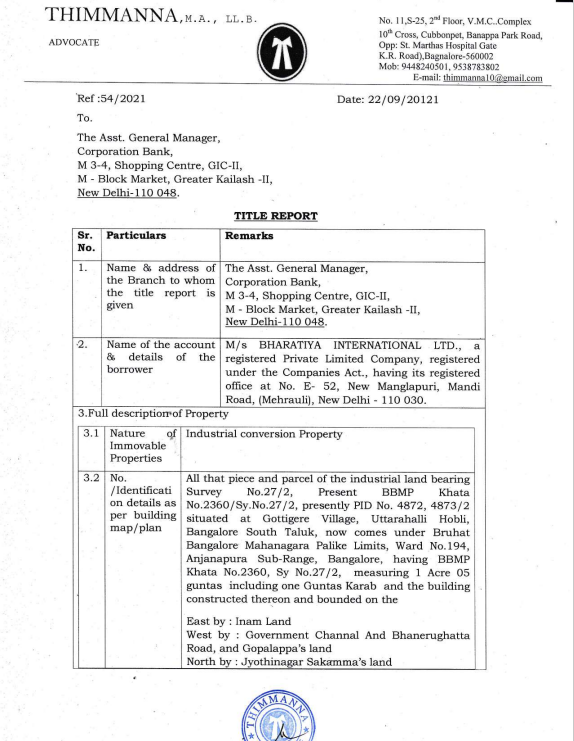 THIMMANNA, M.A., LL.B.
ADVOCATE
No. 11,S-25, 2nd Floor, V.M.C..Complex
10th Cross, Cubbonpet, Banappa Park Road,
Opp: St. Marthas Hospital Gate
K.R. Road),Bagnalore-560002
Mob: 9448240501, 9538783802
E-mail: thimmanna10@gmail.com
Ref :54/2021
Date: 22/09/20121
To.
The Asst. General Manager,
Corporation Bank,
M 3-4, Shopping Centre, GIC-II,
M - Block Market, Greater Kailash -II,
New Delhi-110 048.
TITLE REPORT
Sr. No. Particulars Remarks
1. Name & address of the Branch to whom the title report is given
The Asst. General Manager,
Corporation Bank,
M 3-4, Shopping Centre, GIC-II,
M - Block Market, Greater Kailash -II,
New Delhi-110 048.
2. Name of the account & details of the borrower
M/s BHARATIYA INTERNATIONAL LTD., a
registered Private Limited Company, registered
under the Companies Act., having its registered
office at No. E- 52, New Manglapuri, Mandi
Road, (Mehrauli), New Delhi - 110 030.
3.Full description of Property
3.1 Nature of Immovable Properties
Industrial conversion Property
3.2 No. /Identificati on details as per building map/plan
All that piece and parcel of the industrial land bearing
Survey No.27/2, Present BBMP Khata
No.2360/Sy.No.27/2, presently PID No. 4872, 4873/2
situated at Gottigere Village, Uttarahalli Hobli,
Bangalore South Taluk, now comes under Bruhat
Bangalore Mahanagara Palike Limits, Ward No.194,
Anjanapura Sub-Range, Bangalore, having BBMP
Khata No.2360, Sy No.27/2, measuring 1 Acre 05
guntas including one Guntas Karab and the building
constructed thereon and bounded on the
East by : Inam Land
West by : Government Channal And Bhanerughatta
Road, and Gopalappa's land
North by : Jyothinagar Sakamma's land
THIMMANNA